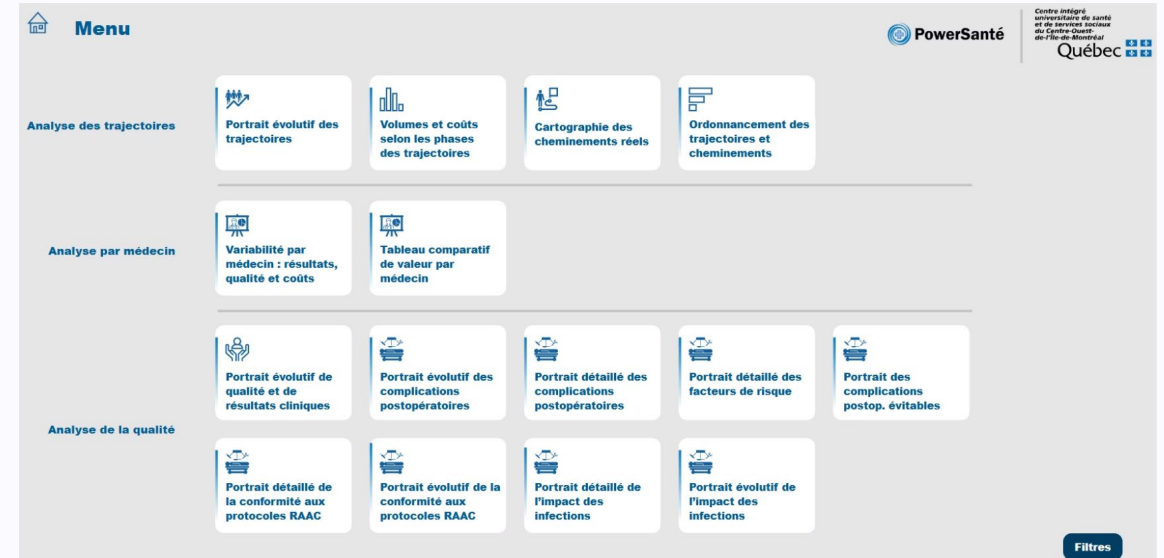 Menu
PowerSanté
Centre intégré
universitaire de santé
et de services sociaux
du Centre-Ouest-
de-l'Île-de-Montréal
Québec
Analyse des trajectoires
Portrait évolutif des
trajectoires
Volumes et coûts
selon les phases
des trajectoires
Cartographie des
cheminements réels
Ordonnancement des
trajectoires et
cheminements
Analyse par médecin
Variabilité par
médecin : résultats,
qualité et coûts
Tableau comparatif
de valeur par
médecin
Analyse de la qualité
Portrait évolutif de
qualité et de
résultats cliniques
Portrait évolutif des
complications
postopératoires
Portrait détaillé des
complications
postopératoires
Portrait détaillé des
facteurs de risque
Portrait des
complications
postop. évitables
Portrait détaillé de
la conformité aux
protocoles RAAC
Portrait évolutif de la
conformité aux
protocoles RAAC
Portrait détaillé de
l'impact des
infections
Portrait évolutif de
l'impact des
infections
Filtres